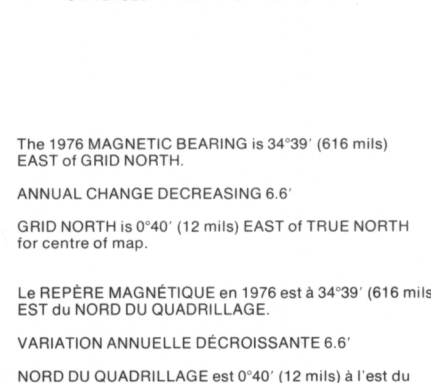 The 1976 MAGNETIC BEARING is 34°39′ (616 mils)
EAST of GRID NORTH.
ANNUAL CHANGE DECREASING 6.6′
GRID NORTH is 0°40′ (12 mils) EAST of TRUE NORTH
for centre of map.
Le REPÈRE MAGNÉTIQUE en 1976 est à 34°39′ (616 mils
EST du NORD DU QUADRILLAGE.
VARIATION ANNUELLE DÉCROISSANTE 6.6′
NORD DU QUADRILLAGE est 0°40′ (12 mils) à l'est du